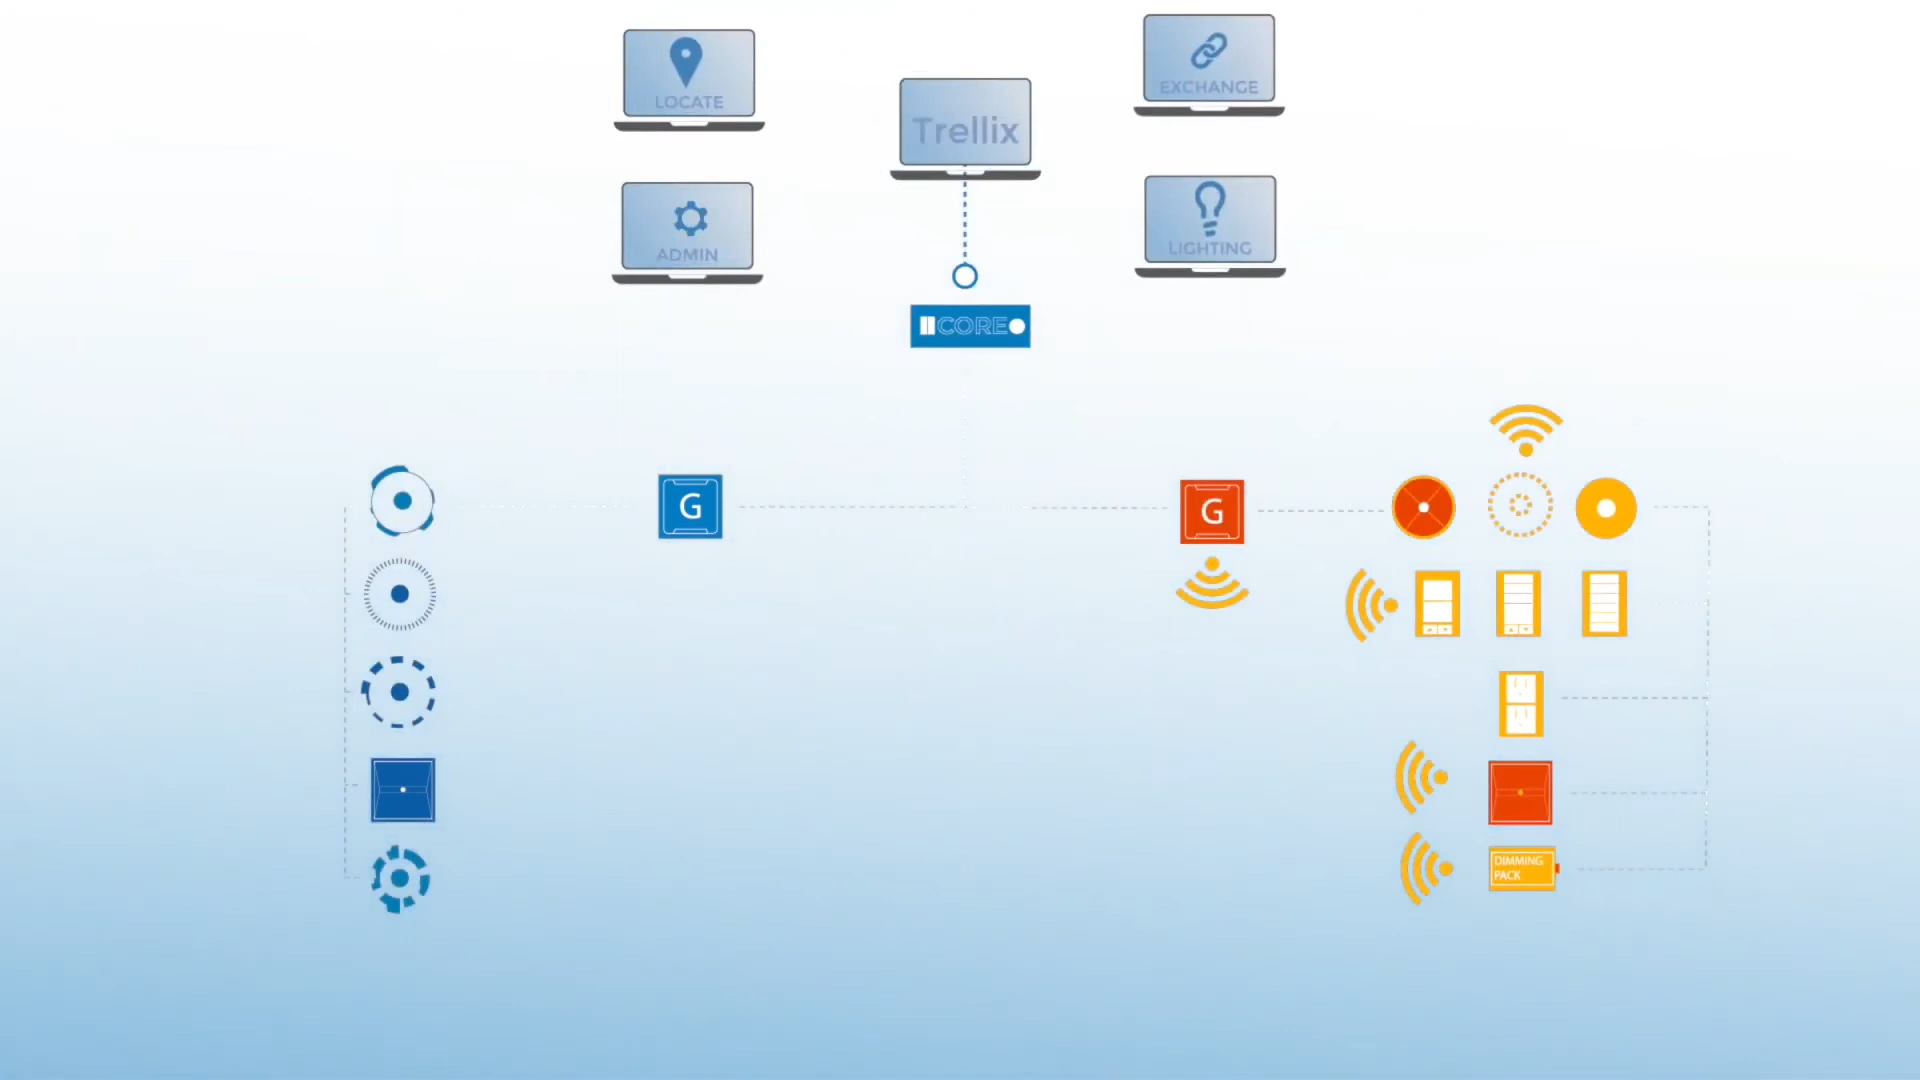 LOCATE
EXCHANGE
Trellix
ADMIN
LIGHTING
CORE
G
G
DIMMING
PACK